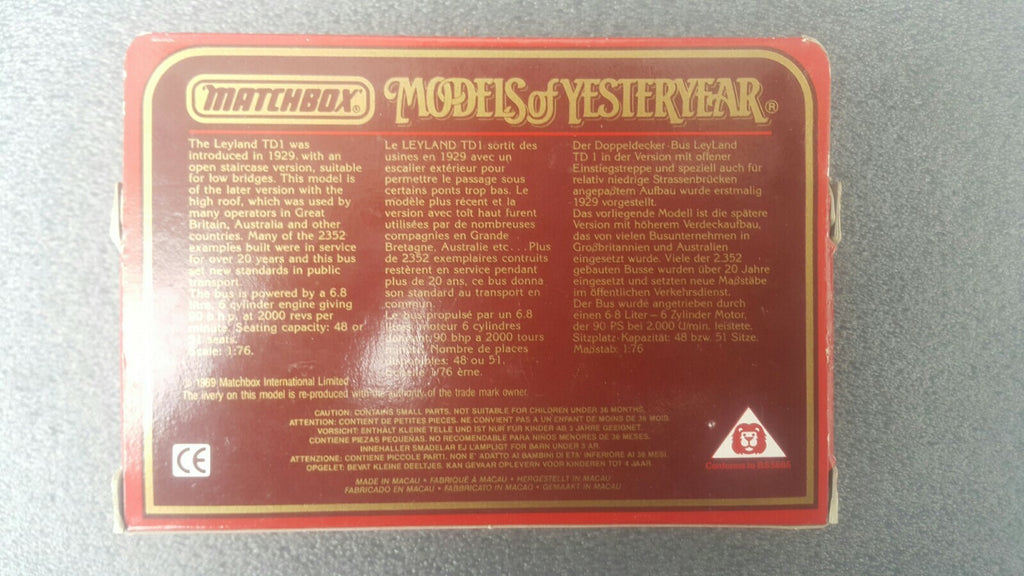 MATCHBOX®
MODELS of YESTERYEAR®
The Leyland TD1 was
introduced in 1929, with an
open staircase version, suitable
for low bridges. This model is
of the later version with the
high roof, which was used by
many operators in Great
Britain, Australia and other
countries. Many of the 2352
examples built were in service
for over 20 years and this bus
set new standards in public
transport.
The bus is powered by a 6.8
litre, 6 cylinder engine giving
90 b.h.p. at 2000 revs per
minute. Seating capacity: 48 or
51 seats.
Scale: 1:76.
Le LEYLAND TD1 sortit des
usines en 1929 avec un
escalier extérieur pour
permettre le passage sous
certains ponts trop bas. Le
modèle plus récent et la
version avec toît haut furent
utilisées par de nombreuses
compagnies en Grande
Bretagne, Australie etc... Plus
de 2352 exemplaires contruits
restèrent en service pendant
plus de 20 ans, ce bus donna
son standard au transport en
commun.
Le bus propulsé par un 6.8
litres moteur 6 cylinders
donnant 90 bhp a 2000 tours
minute. Nombre de places
disponibles: 48 ou 51.
Echelle 1/76 ème.
Der Doppeldecker-Bus LeyLand
TD 1 in der Version mit offener
Einstiegstreppe und speziell auch für
relativ niedrige Strassenbrücken
angepaßtem Aufbau wurde erstmalig
1929 vorgestellt.
Das vorliegende Modell ist die spätere
Version mit höherem Verdeckaufbau,
das von vielen Busunternehmen in
Großbritanien und Australien
eingesetzt wurde. Viele der 2.352
gebauten Busse wurden über 20 Jahre
eingesetzt und setzten neue Maßstäbe
im öffentlichen Verkehrsdienst.
Der Bus wurde angetrieben durch
einen 6.8 Liter – 6 Zylinder Motor,
der 90 PS bei 2.000 U/min. leistete.
Sitzplatz-Kapazität: 48 bzw. 51 Sitze.
Maßstab: 1:76
© 1989 Matchbox International Limited
The livery on this model is re-produced with the authority of the trade mark owner.
CAUTION: CONTAINS SMALL PARTS. NOT SUITABLE FOR CHILDREN UNDER 36 MONTHS.
ATTENTION: CONTIENT DE PETITES PIECES. NE CONVIENT PAS A UN ENFANT DE MOINS DE 36 MOIS.
VORSICHT: ENTHÄLT KLEINE TEILE UND IST NUR FÜR KINDER AB 3 JAHRE GEEIGNET.
CONTIENE PIEZAS PEQUEÑAS. NO RECOMENDABLE PARA NIÑOS MENORES DE 36 MESES.
INNEHALLER SMADELAR EJ LAMPLIGT FOR BARN UNDER 3 AR.
ATTENZIONE: CONTIENE PICCOLE PARTI. NON E' ADATTO AI BAMBINI DI ETA' INFERIORE AI 36 MESI.
OPGELET: BEVAT KLEINE DEELTJES. KAN GEVAAR OPLEVERN VOOR KINDEREN TOT 4 JAAR.
MADE IN MACAU • FABRIQUÉ À MACAU • HERGESTELLT IN MACAU
FABRICADO EN MACAU • FABBRICATO IN MACAO • GEMAAKT IN MACAU
CE
Conforms to BS5665